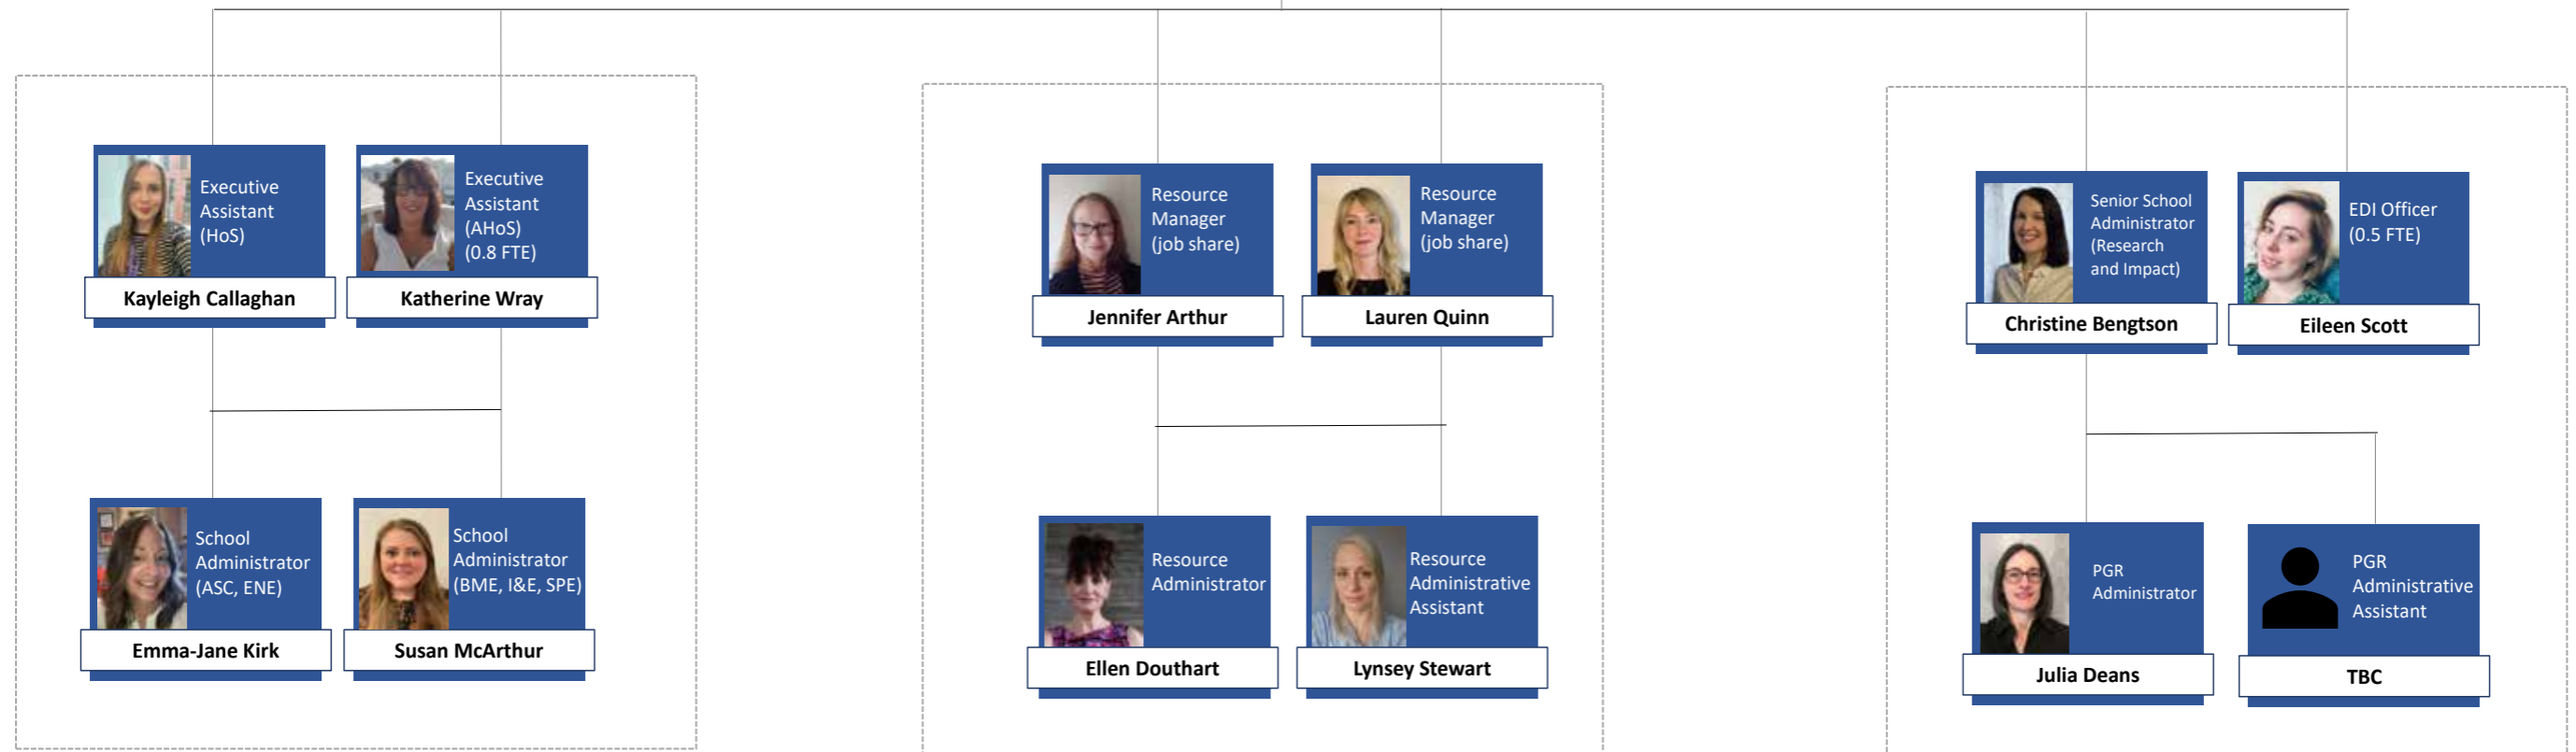 Executive
Assistant
(HoS)
Kayleigh Callaghan
Executive
Assistant
(AHoS)
(0.8 FTE)
Katherine Wray
Resource
Manager
(job share)
Jennifer Arthur
Resource
Manager
(job share)
Lauren Quinn
Senior School
Administrator
(Research
and Impact)
Christine Bengtson
EDI Officer
(0.5 FTE)
Eileen Scott
School
Administrator
(ASC, ENE)
Emma-Jane Kirk
School
Administrator
(BME, I&E, SPE)
Susan McArthur
Resource
Administrator
Ellen Douthart
Resource
Administrative
Assistant
Lynsey Stewart
PGR
Administrator
Julia Deans
PGR
Administrative
Assistant
TBC